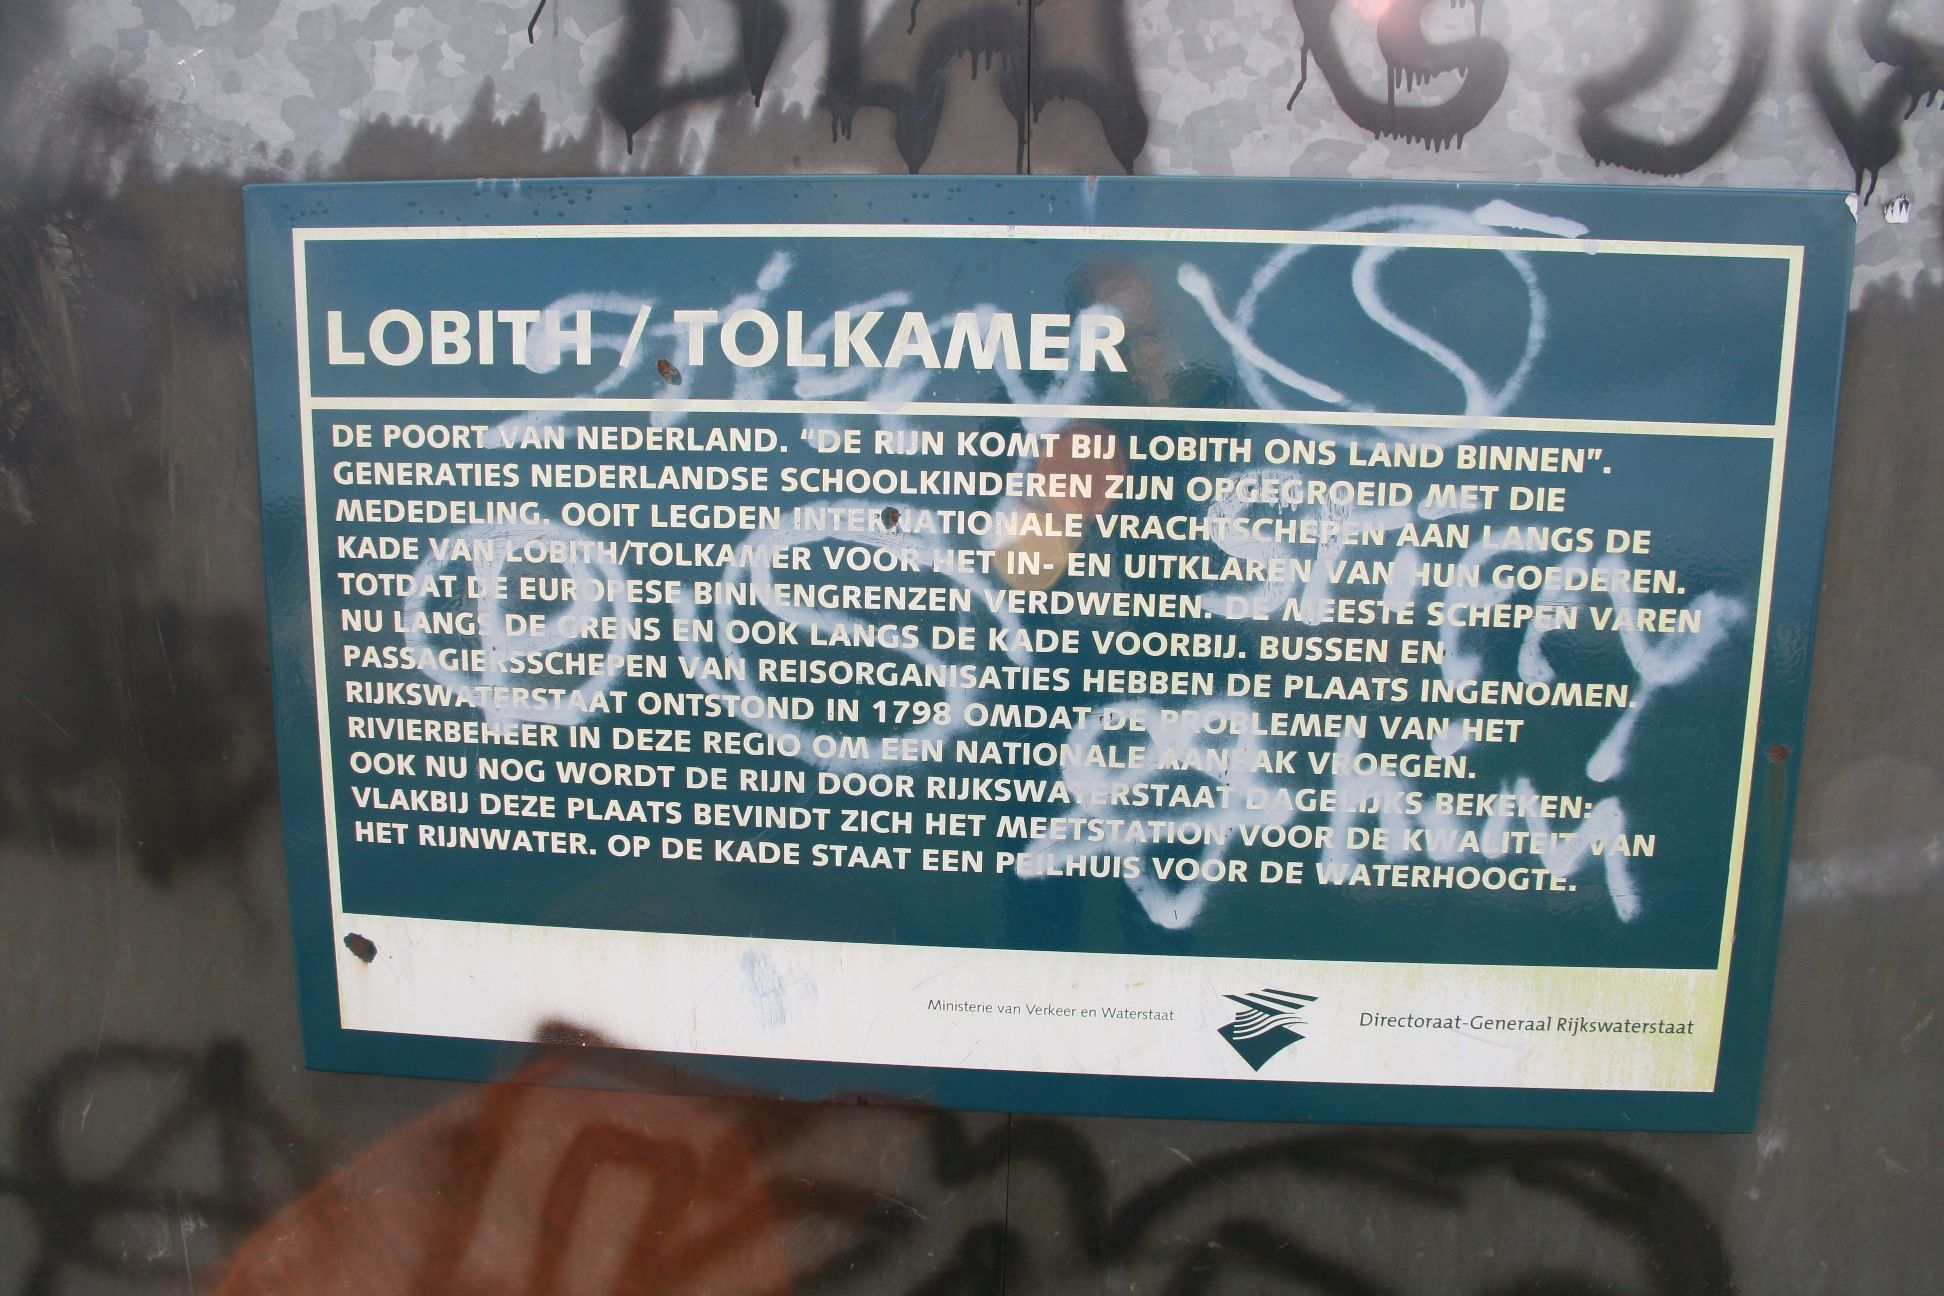 LOBITH / TOLKAMER
DE POORT VAN NEDERLAND. "DE RIJN KOMT BIJ LOBITH ONS LAND BINNEN".
GENERATIES NEDERLANDSE SCHOOLKINDEREN ZIJN OPGEGROEID MET DIE
MEDEDELING. OOIT LEGDEN INTERNATIONALE VRACHTSCHEPEN AAN LANGS DE
KADE VAN LOBITH/TOLKAMER VOOR HET IN- EN UITKLAREN VAN HUN GOEDEREN.
TOTDAT DE EUROPESE BINNENGRENZEN VERDWENEN. DE MEESTE SCHEPEN VAREN
NU LANGS DE GRENS EN OOK LANGS DE KADE VOORBIJ. BUSSEN EN
PASSAGIERSSCHEPEN VAN REISORGANISATIES HEBBEN DE PLAATS INGENOMEN.
RIJKSWATERSTAAT ONTSTOND IN 1798 OMDAT DE PROBLEMEN VAN HET
RIVIERBEHEER IN DEZE REGIO OM EEN NATIONALE AANPAK VROEGEN.
OOK NU NOG WORDT DE RIJN DOOR RIJKSWATERSTAAT DAGELIJKS BEKEKEN:
VLAKBIJ DEZE PLAATS BEVINDT ZICH HET MEETSTATION VOOR DE KWALITEIT VAN
HET RIJNWATER. OP DE KADE STAAT EEN PEILHUIS VOOR DE WATERHOOGTE.
Ministerie van Verkeer en Waterstaat
Directoraat-Generaal Rijkswaterstaat